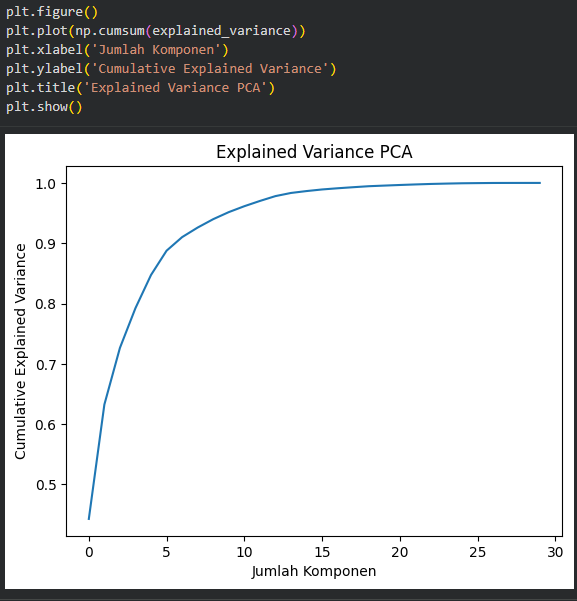 plt.figure()
plt.plot(np.cumsum(explained_variance))
plt.xlabel('Jumlah Komponen')
plt.ylabel('Cumulative Explained Variance')
plt.title('Explained Variance PCA')
plt.show()
Explained Variance PCA
Cumulative Explained Variance
1.0
0.9
0.8
0.7
0.6
0.5
0 5 10 15 20 25 30
Jumlah Komponen